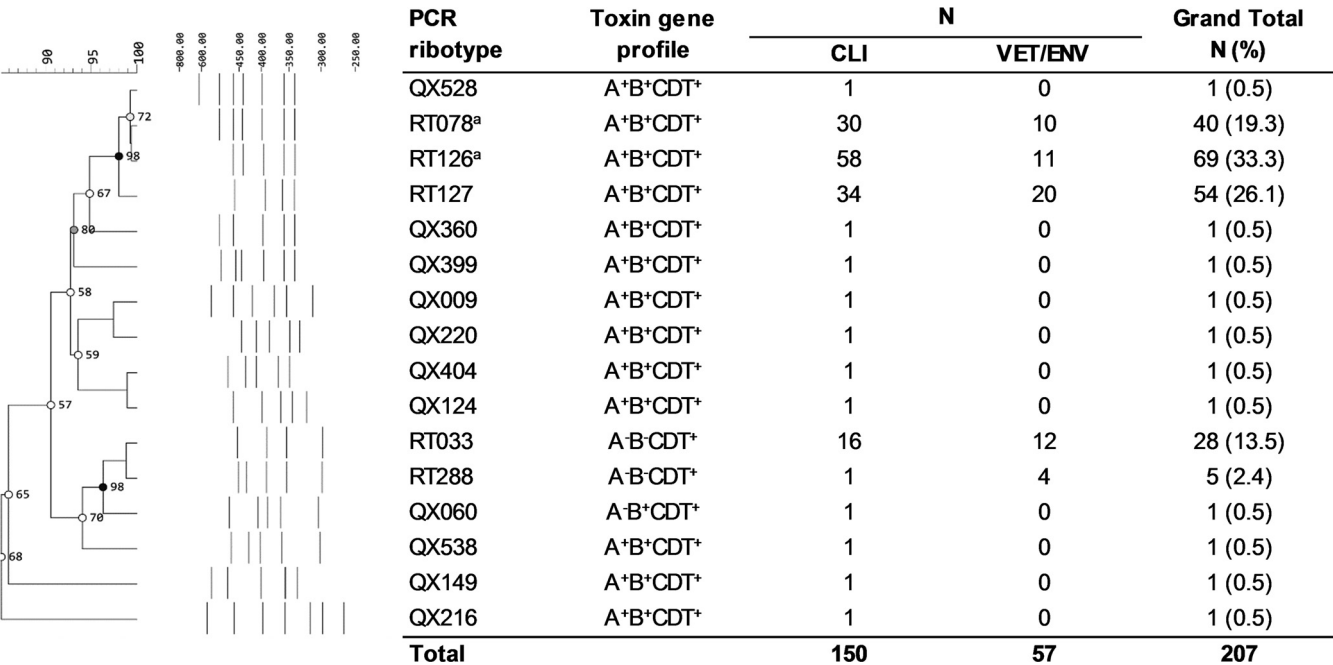 90 95 100
-800.00 -600.00 -450.00 -400.00 -350.00 -300.00 -250.00
PCR ribotype Toxin gene profile N Grand Total N (%)
CLI VET/ENV
QX528 A⁺B⁺CDT⁺ 1 0 1 (0.5)
72
RT078ᵃ A⁺B⁺CDT⁺ 30 10 40 (19.3)
98
RT126ᵃ A⁺B⁺CDT⁺ 58 11 69 (33.3)
67
RT127 A⁺B⁺CDT⁺ 34 20 54 (26.1)
80
QX360 A⁺B⁺CDT⁺ 1 0 1 (0.5)
QX399 A⁺B⁺CDT⁺ 1 0 1 (0.5)
58
QX009 A⁺B⁺CDT⁺ 1 0 1 (0.5)
QX220 A⁺B⁺CDT⁺ 1 0 1 (0.5)
59
QX404 A⁺B⁺CDT⁺ 1 0 1 (0.5)
57
QX124 A⁺B⁺CDT⁺ 1 0 1 (0.5)
RT033 A⁻B⁻CDT⁺ 16 12 28 (13.5)
RT288 A⁻B⁻CDT⁺ 1 4 5 (2.4)
98
65
QX060 A⁻B⁺CDT⁺ 1 0 1 (0.5)
70
QX538 A⁺B⁺CDT⁺ 1 0 1 (0.5)
68
QX149 A⁺B⁺CDT⁺ 1 0 1 (0.5)
QX216 A⁺B⁺CDT⁺ 1 0 1 (0.5)
Total 150 57 207